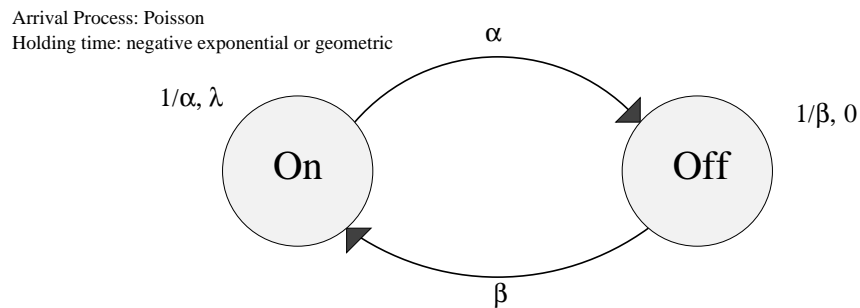 Arrival Process: Poisson
Holding time: negative exponential or geometric
α
1/α, λ
1/β, 0
On
Off
β